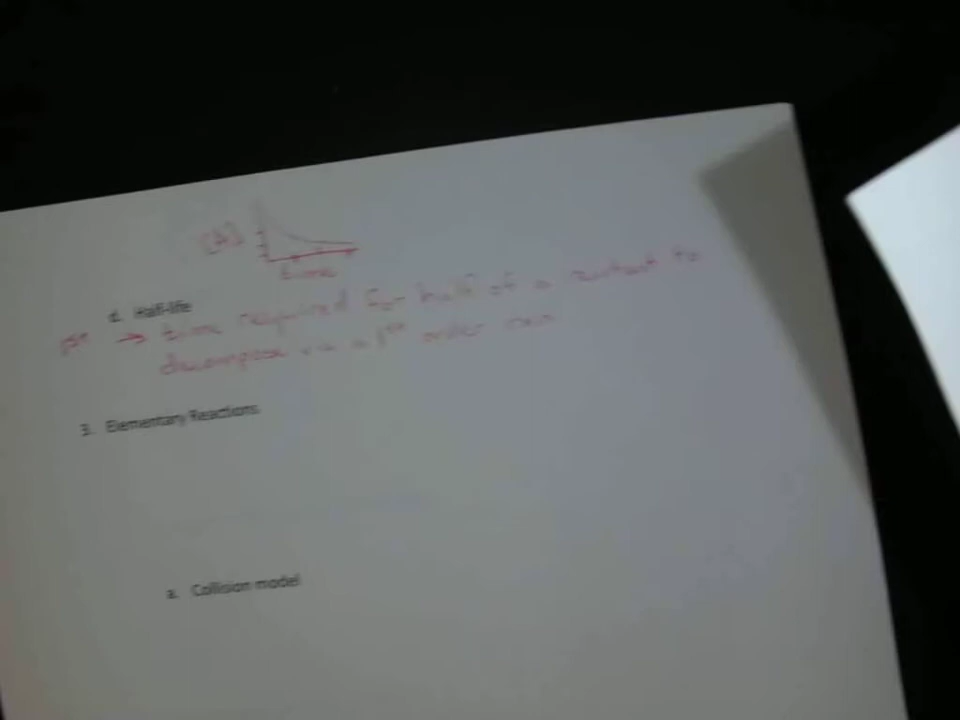 [A]
time
d. Half-life
1st → time required for half of a reactant to
decompose via a 1st order rxn
3. Elementary Reactions
a. Collision model